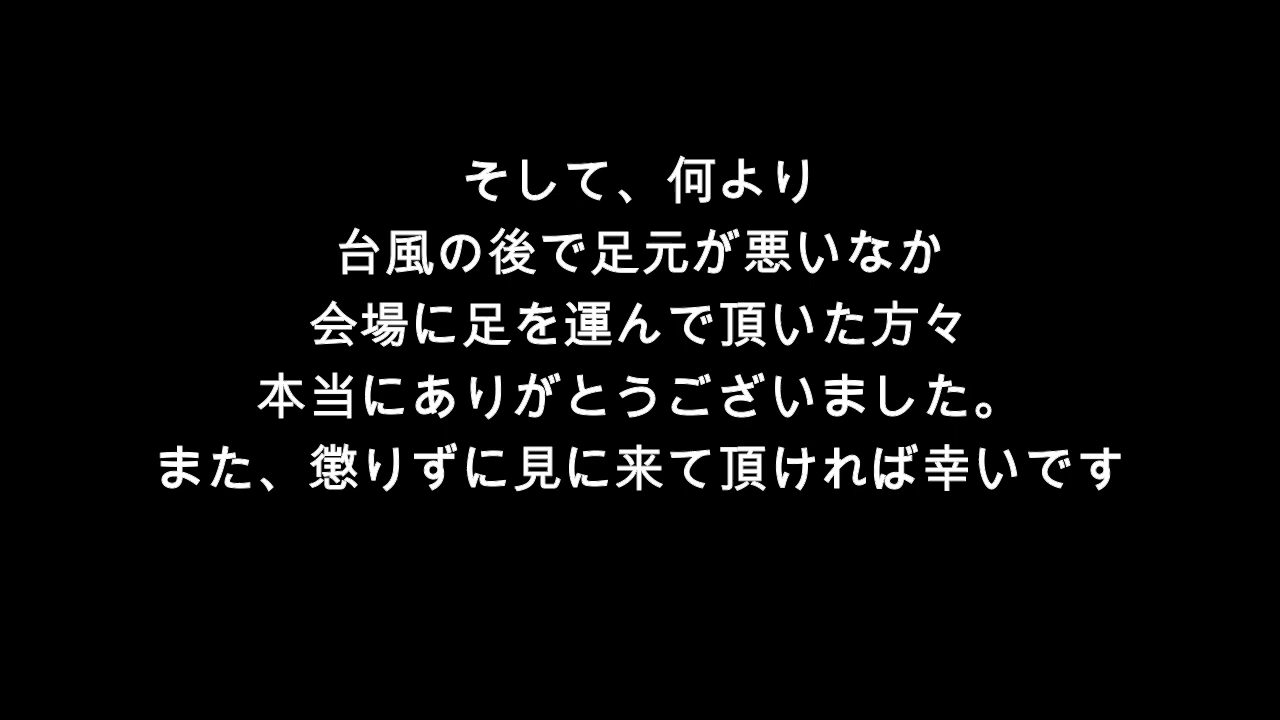 そして、何より
台風の後で足元が悪いなか
会場に足を運んで頂いた方々
本当にありがとうございました。
また、懲りずに見に来て頂ければ幸いです